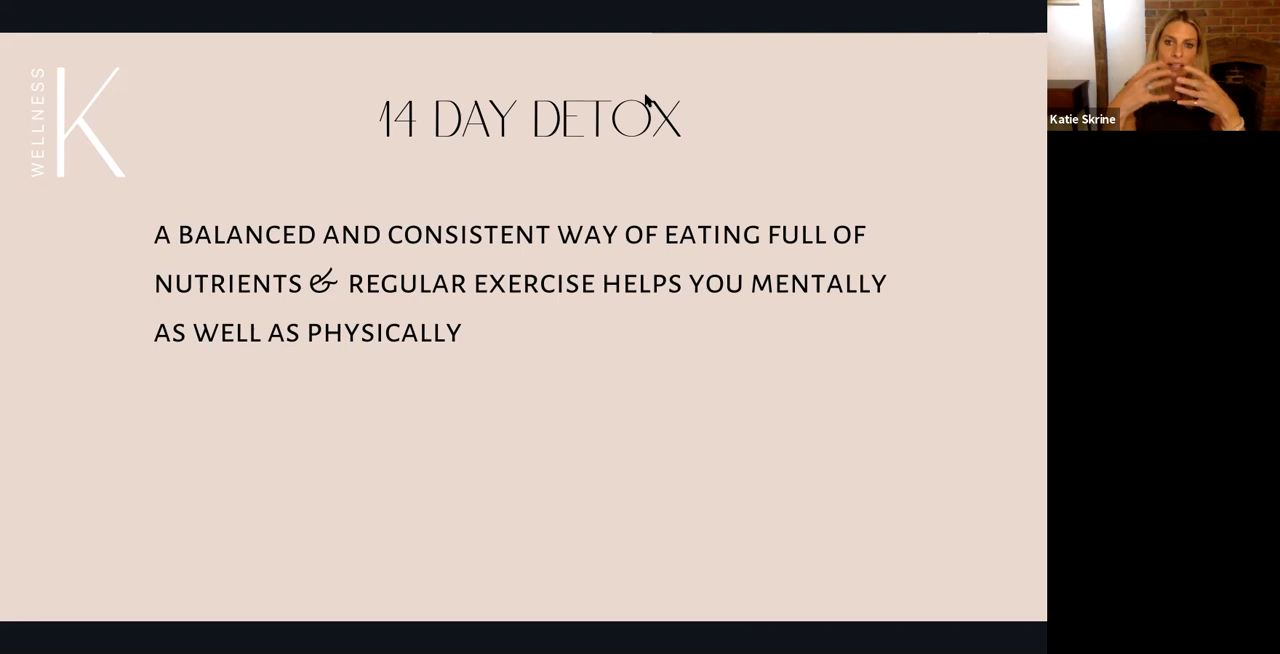 WELLNESS
K
14 DAY DETOX
A BALANCED AND CONSISTENT WAY OF EATING FULL OF
NUTRIENTS & REGULAR EXERCISE HELPS YOU MENTALLY
AS WELL AS PHYSICALLY
Katie Skrine